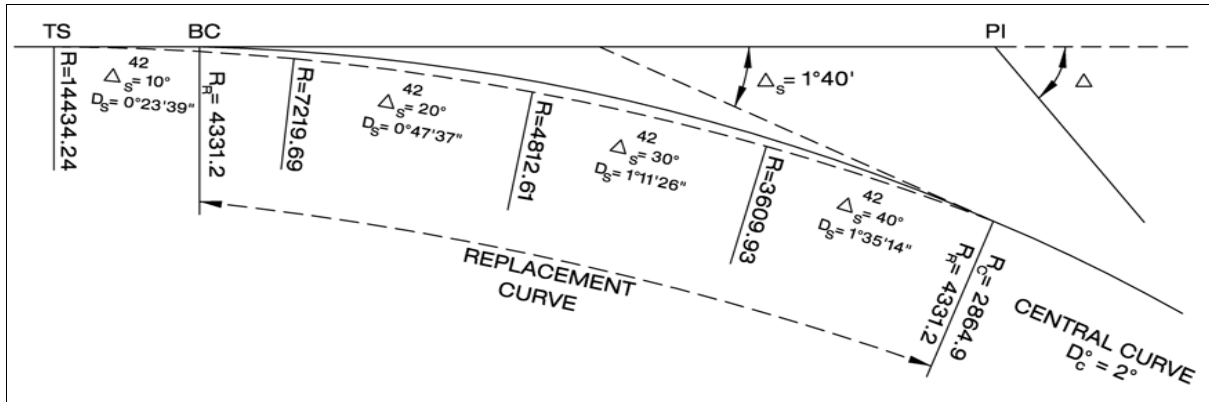 TS
BC
PI
R=14434.24
42
△S= 10°
DS= 0°23'39"
RR= 4331.2
R=7219.69
42
△S= 20°
DS= 0°47'37"
R=4812.61
42
△S= 30°
DS= 1°11'26"
R=3609.93
42
△S= 40°
DS= 1°35'14"
△S= 1°40'
△
REPLACEMENT
CURVE
RR= 4331.2
RC= 2864.9
CENTRAL CURVE
D°C= 2°